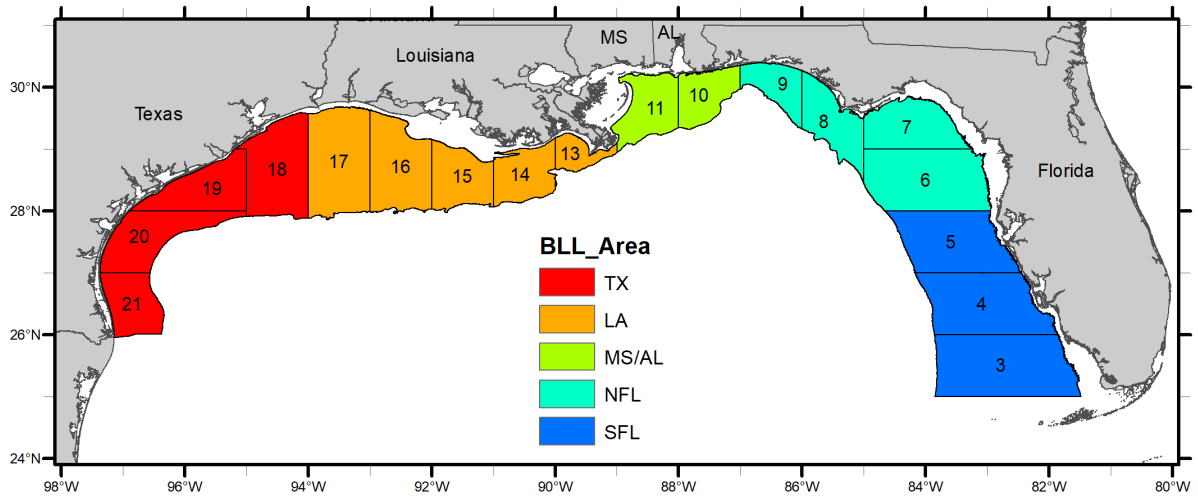 Louisiana
MS
AL
Louisiana
Texas
Florida
30°N
28°N
26°N
24°N
9
10
11
8
7
18
17
16
13
15
14
19
6
20
5
21
4
3
BLL_Area
TX
LA
MS/AL
NFL
SFL
98°W
96°W
94°W
92°W
90°W
88°W
86°W
84°W
82°W
80°W